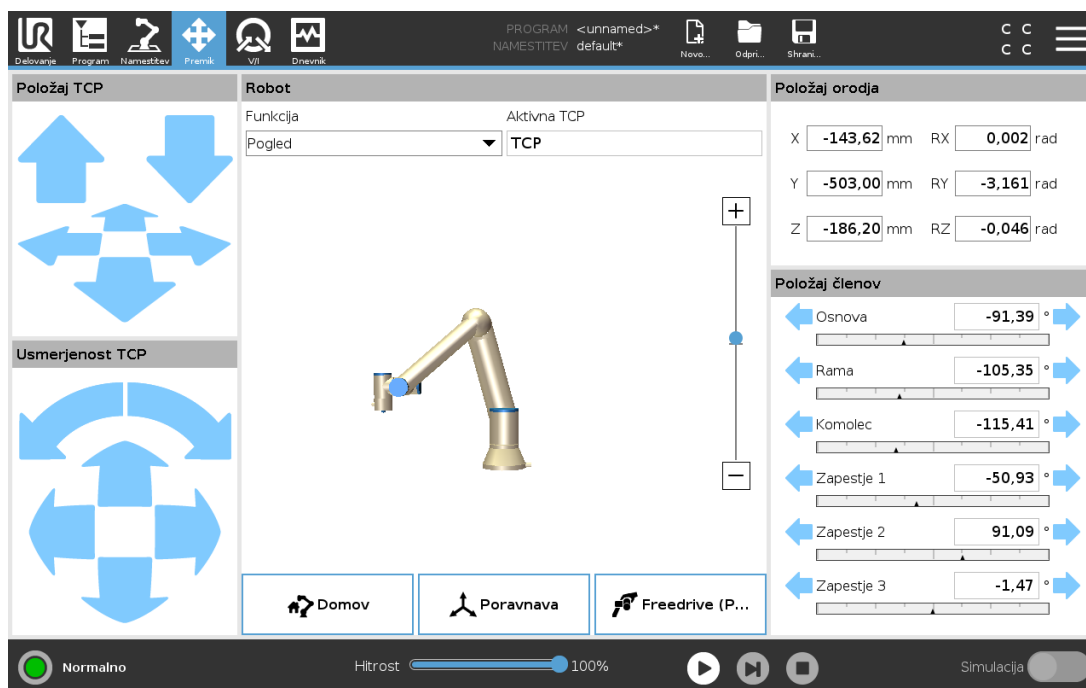 UR
PROGRAM <unnamed>*
NAMESTITEV default*
C C
C C
Delovanje Program Namestitev Premik V/I Dnevnik Novo... Odpri... Shrani...
Položaj TCP
Robot
Položaj orodja
Funkcija Aktivna TCP
Pogled TCP
X -143,62 mm RX 0,002 rad
Y -503,00 mm RY -3,161 rad
Z -186,20 mm RZ -0,046 rad
Položaj členov
Osnova -91,39 °
Usmerjenost TCP
Rama -105,35 °
Komolec -115,41 °
Zapestje 1 -50,93 °
Zapestje 2 91,09 °
Zapestje 3 -1,47 °
Domov Poravnava Freedrive (P...
Normalno Hitrost 100% Simulacija